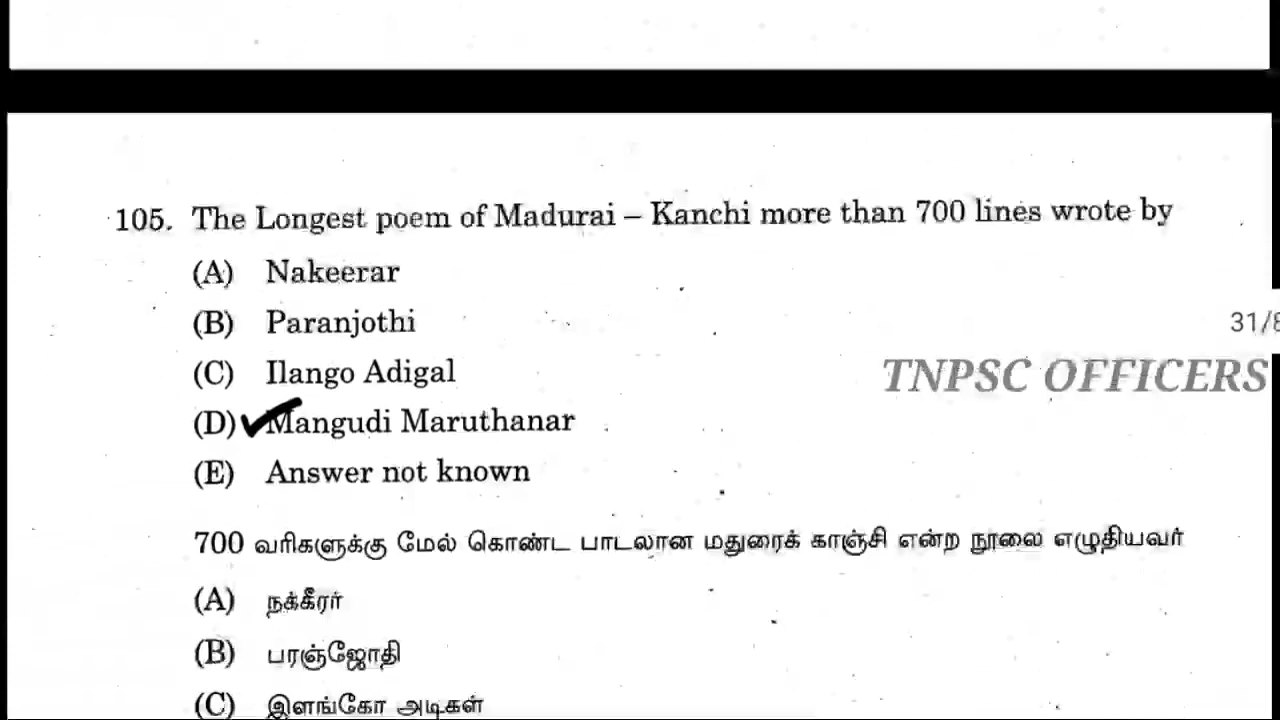 105. The Longest poem of Madurai – Kanchi more than 700 lines wrote by
(A) Nakeerar
(B) Paranjothi
31/8
(C) Ilango Adigal
TNPSC OFFICERS
(D) Mangudi Maruthanar
(E) Answer not known
700 வரிகளுக்கு மேல் கொண்ட பாடலான மதுரைக் காஞ்சி என்ற நூலை எழுதியவர்
(A) நக்கீரர்
(B) பரஞ்ஜோதி
(C) இளங்கோ அடிகள்